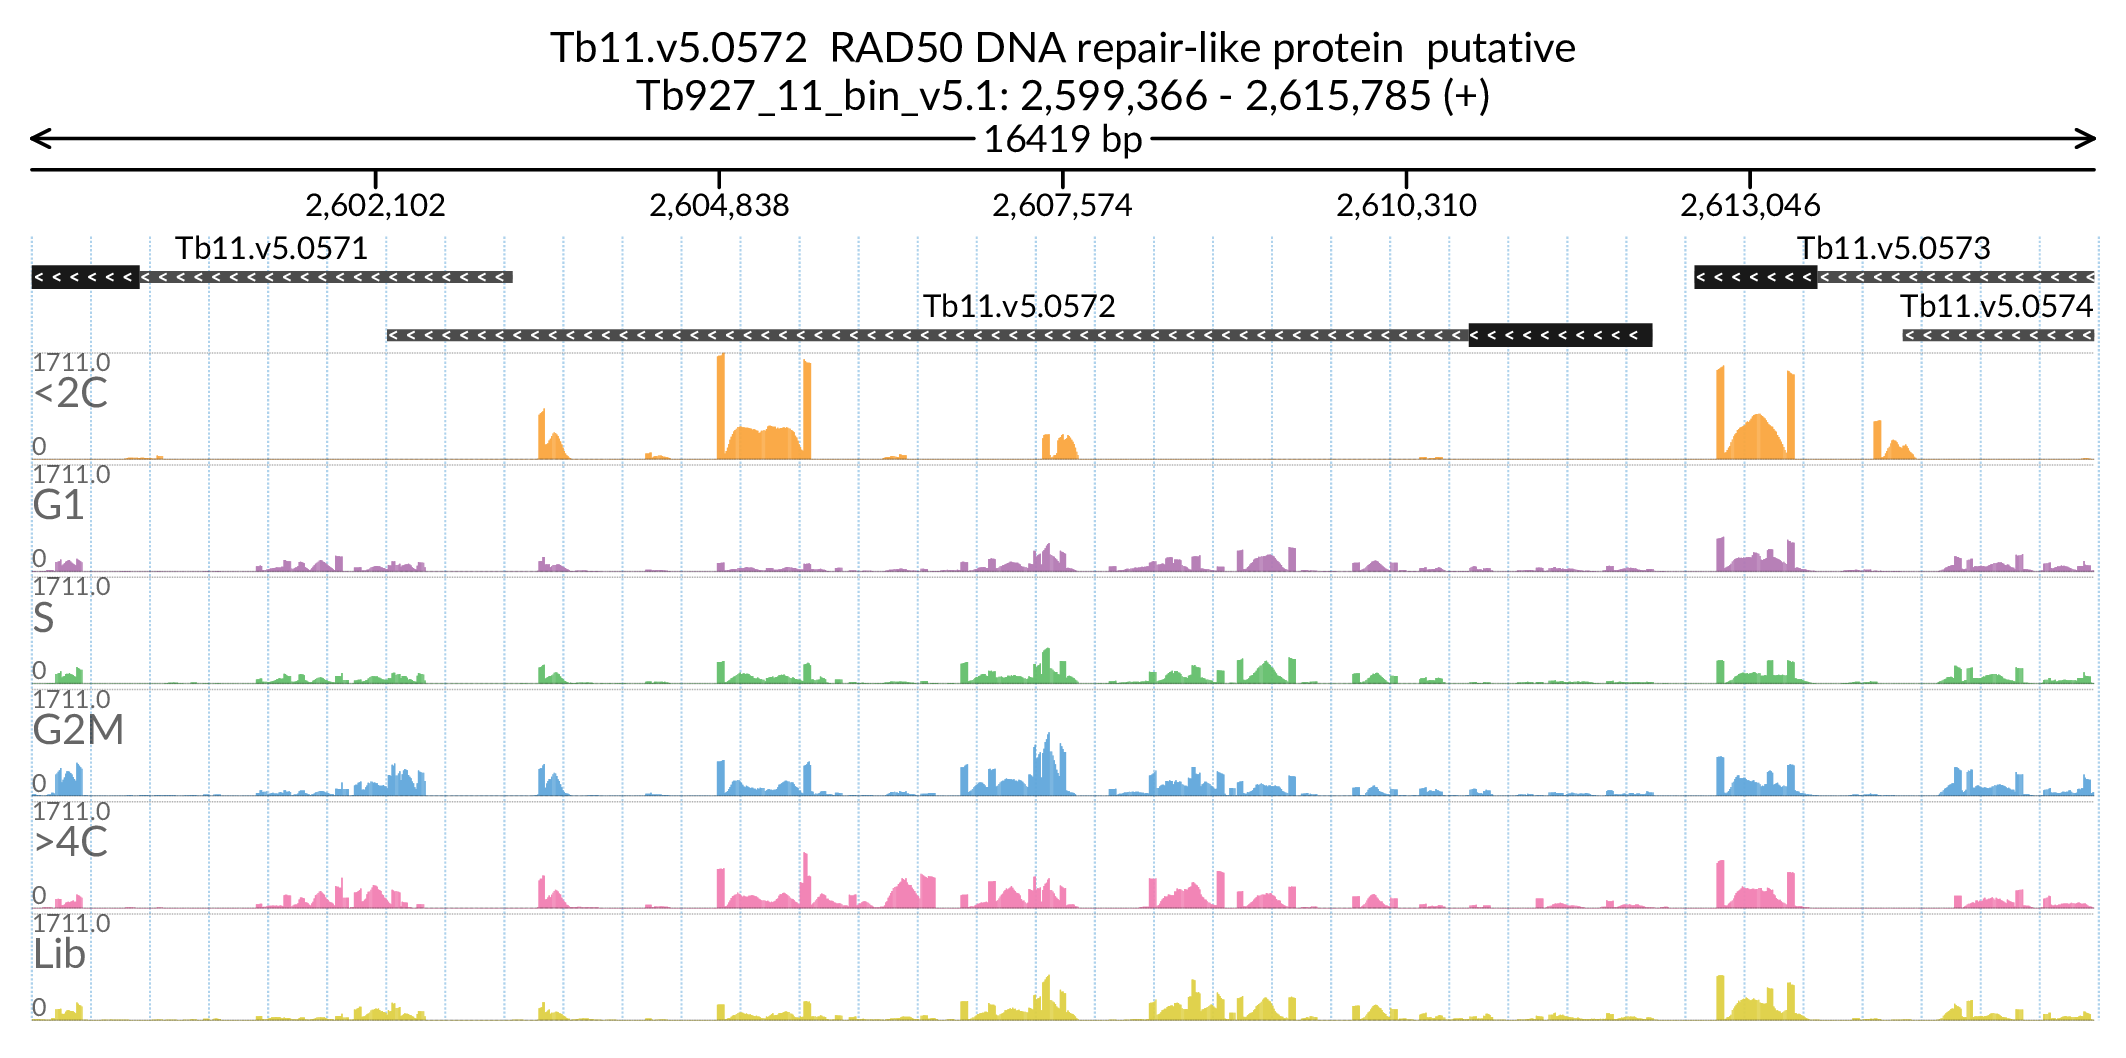 Tb11.v5.0572  RAD50 DNA repair-like protein  putative
Tb927_11_bin_v5.1: 2,599,366 - 2,615,785 (+)
16419 bp
2,602,102 2,604,838 2,607,574 2,610,310 2,613,046
Tb11.v5.0571 Tb11.v5.0573
Tb11.v5.0572 Tb11.v5.0574
1711.0
<2C
0
1711.0
G1
0
1711.0
S
0
1711.0
G2M
0
1711.0
>4C
0
1711.0
Lib
0